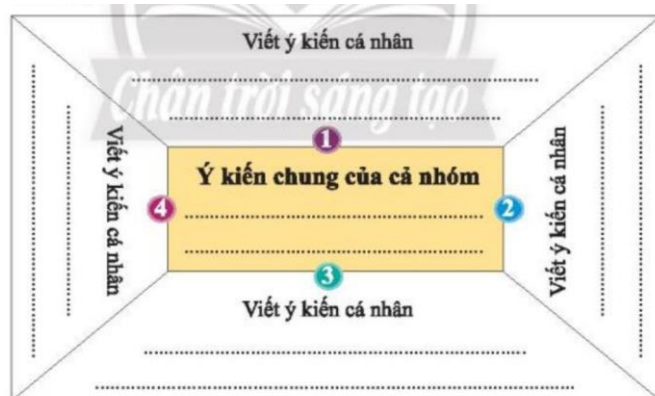 Viết ý kiến cá nhân
Chân trời sáng tạo
1
Ý kiến chung của cả nhóm
4
Viết ý kiến cá nhân
2
Viết ý kiến cá nhân
3
Viết ý kiến cá nhân